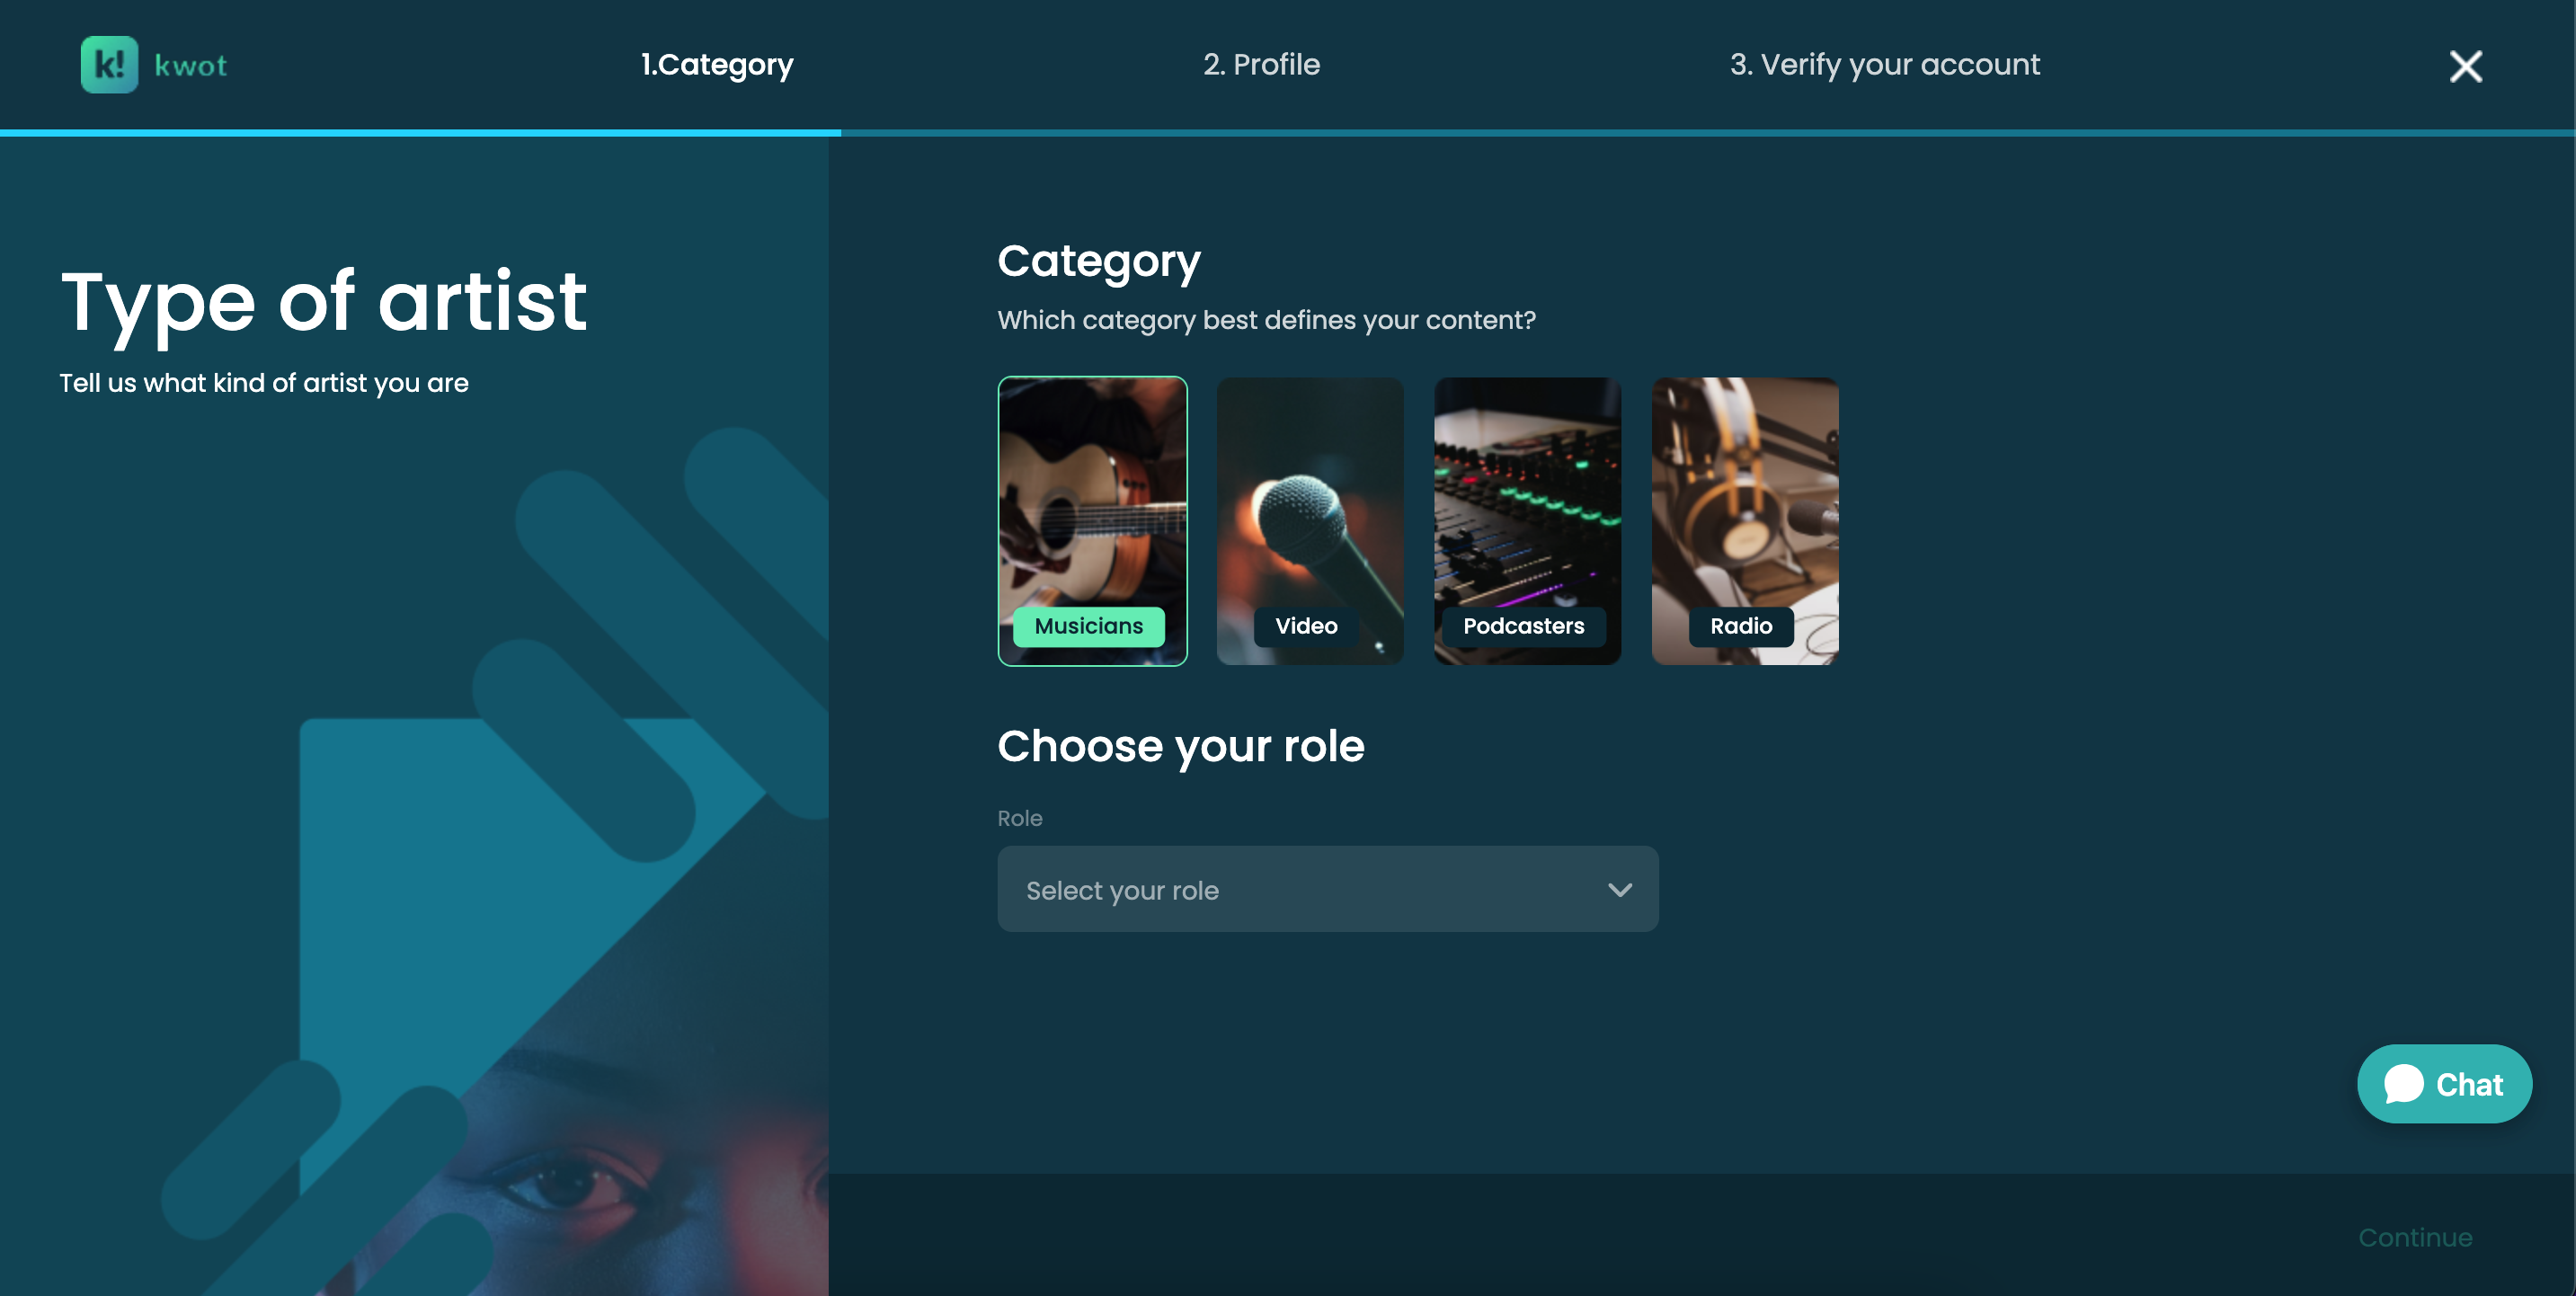 k! kwot
1.Category
2. Profile
3. Verify your account
Type of artist
Tell us what kind of artist you are
Category
Which category best defines your content?
Musicians
Video
Podcasters
Radio
Choose your role
Role
Select your role
Chat
Continue